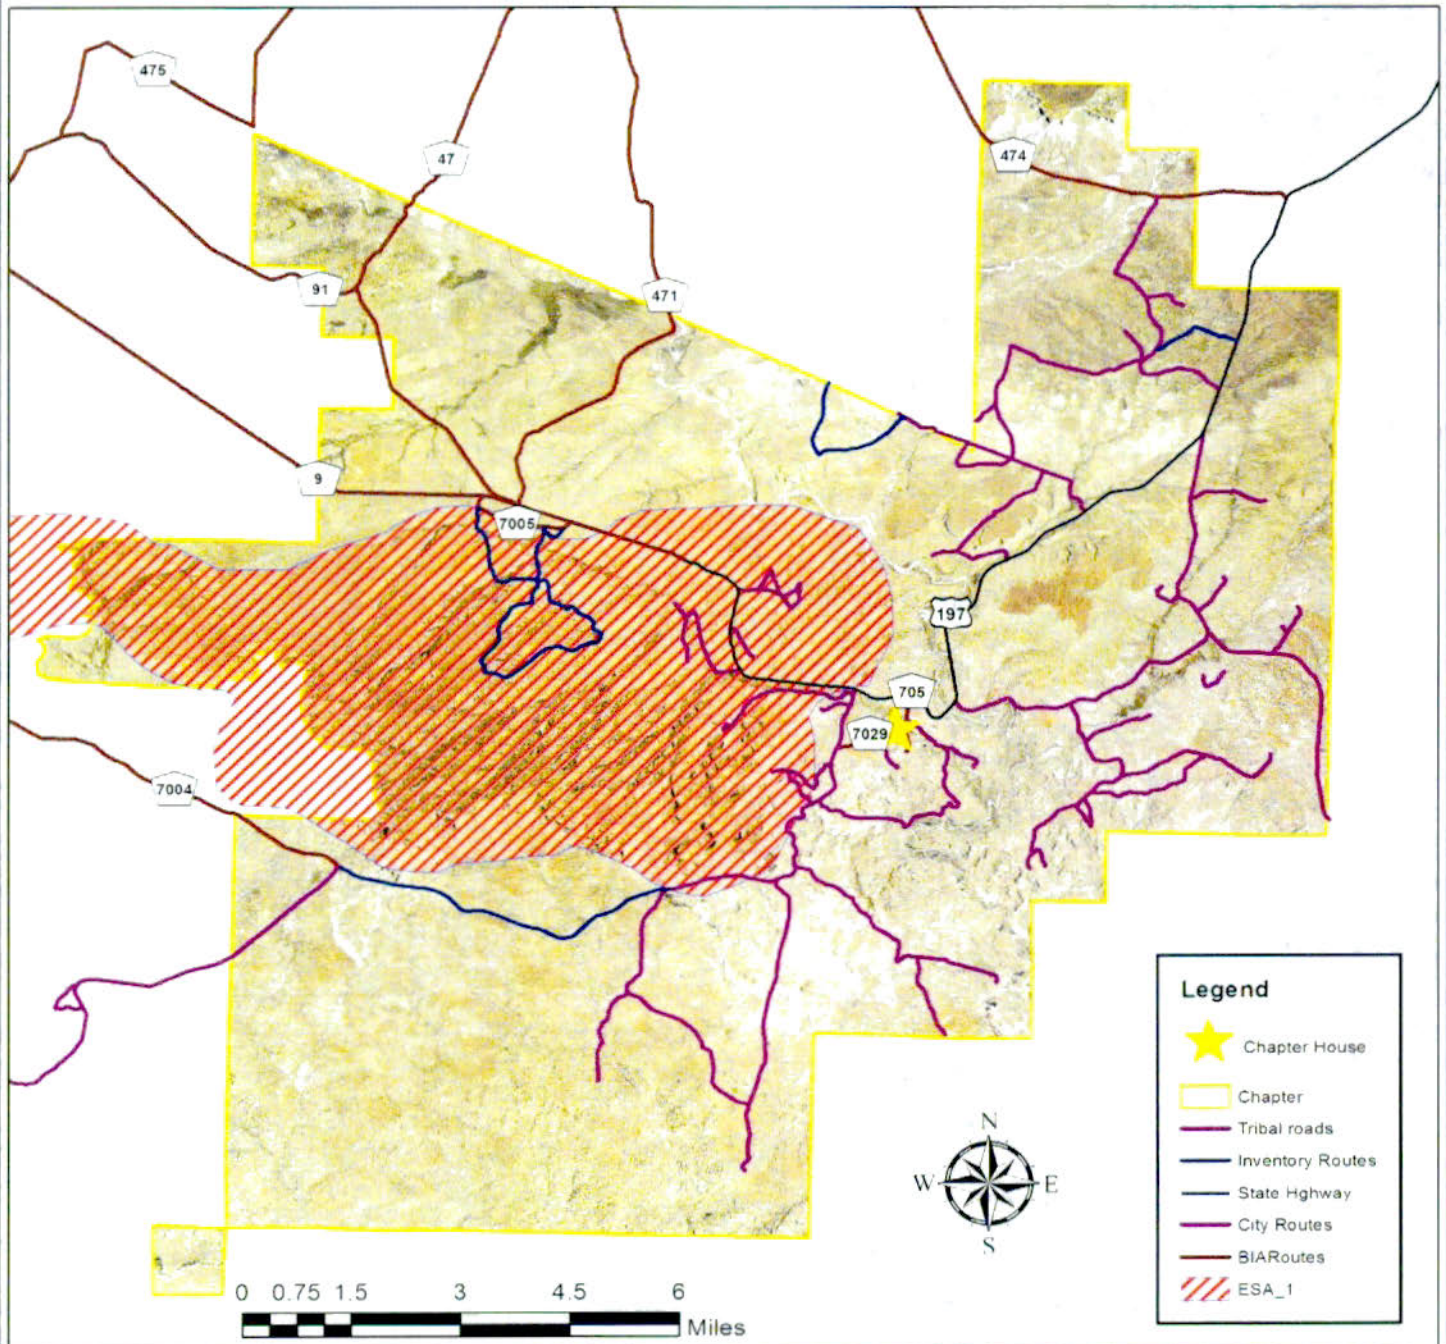 475
47
474
91
471
9
7005
197
705
7029
7004
Legend
Chapter House
Chapter
Tribal roads
Inventory Routes
State Hghway
City Routes
BIARoutes
ESA_1
N
W E
S
0 0.75 1.5 3 4.5 6
Miles